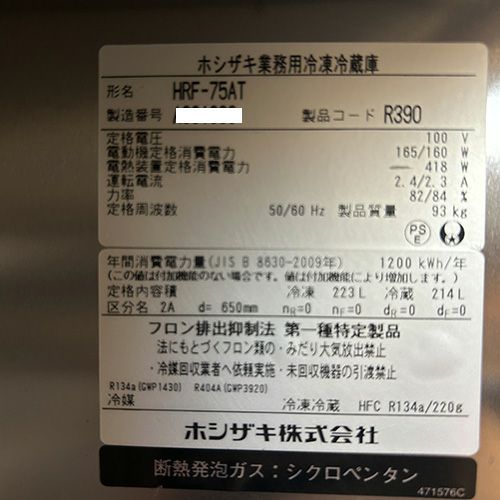 ホシザキ業務用冷凍冷蔵庫
形名 HRF-75AT
製造番号 製品コード R390
定格電圧 100 V
電動機定格消費電力 165/160 W
電熱装置定格消費電力 418 W
運転電流 2.4/2.3 A
力率 82/84 %
定格周波数 50/60 Hz 製品質量 93 kg
PS E
年間消費電力量(JIS B 8630-2009年) 1200 kWh/年
(この値は付加機能のない場合です。値は付加機能により増加します。)
定格内容積 冷凍 223 L 冷蔵 214 L
区分名 2A d= 650mm nR=0 nF=0 dR=0 dF=0
フロン排出抑制法 第一種特定製品
法にもとづくフロン類の・みだり大気放出禁止
・冷媒回収業者へ依頼実施・未回収機器の引渡禁止
R134a(GWP1430) R404A(GWP3920)
冷媒 冷凍冷蔵 HFC R134a/220g
ホシザキ株式会社
断熱発泡ガス：シクロペンタン
471576C